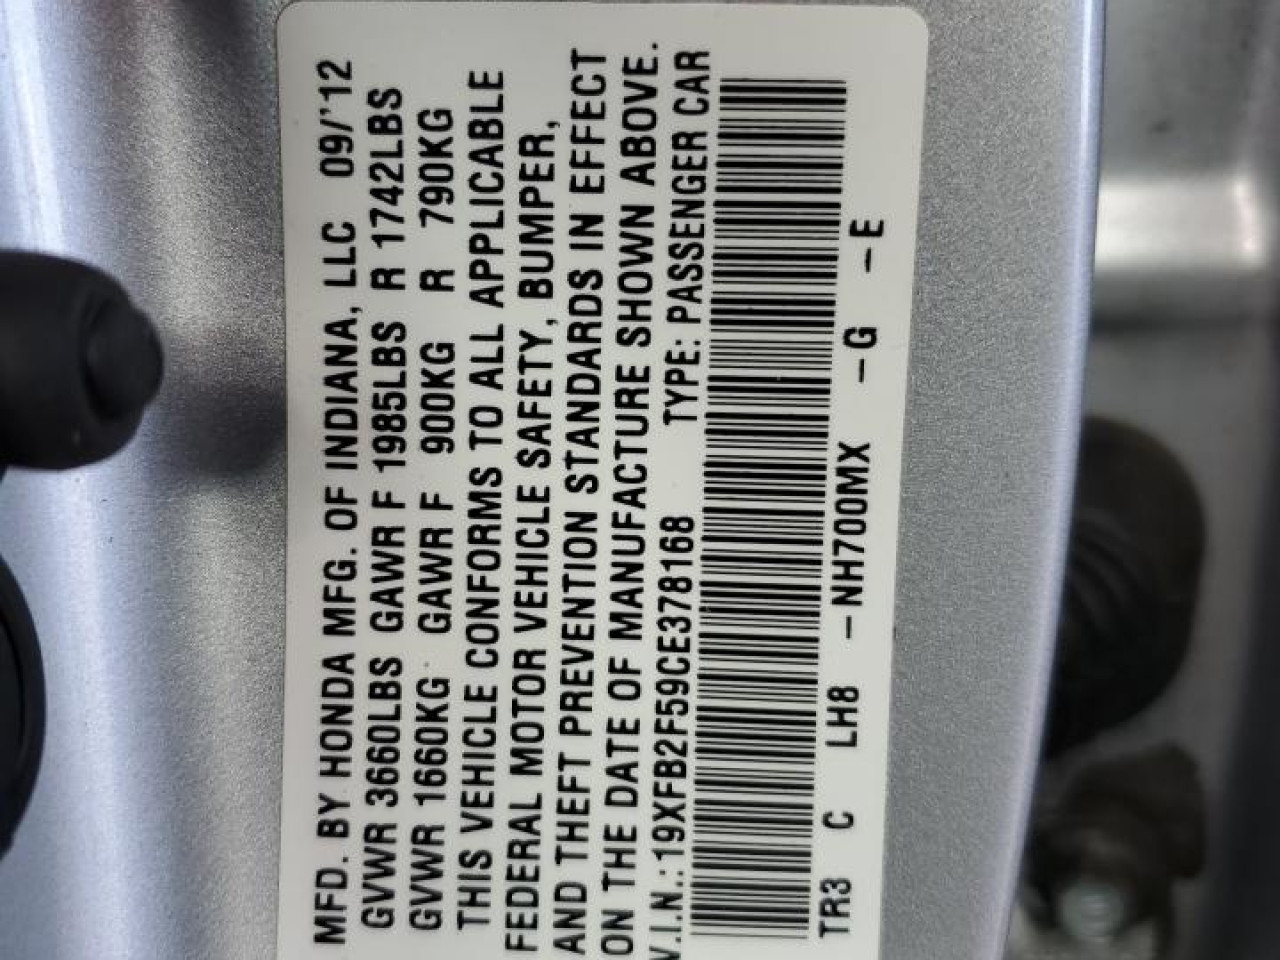 MFD. BY HONDA MFG. OF INDIANA, LLC 09/'12
GVWR 3660LBS GAWR F 1985LBS R 1742LBS
GVWR 1660KG GAWR F 900KG R 790KG
THIS VEHICLE CONFORMS TO ALL APPLICABLE
FEDERAL MOTOR VEHICLE SAFETY, BUMPER,
AND THEFT PREVENTION STANDARDS IN EFFECT
ON THE DATE OF MANUFACTURE SHOWN ABOVE.
V.I.N.:19XFB2F59CE378168 TYPE: PASSENGER CAR
TR3 C LH8 -NH700MX -G -E